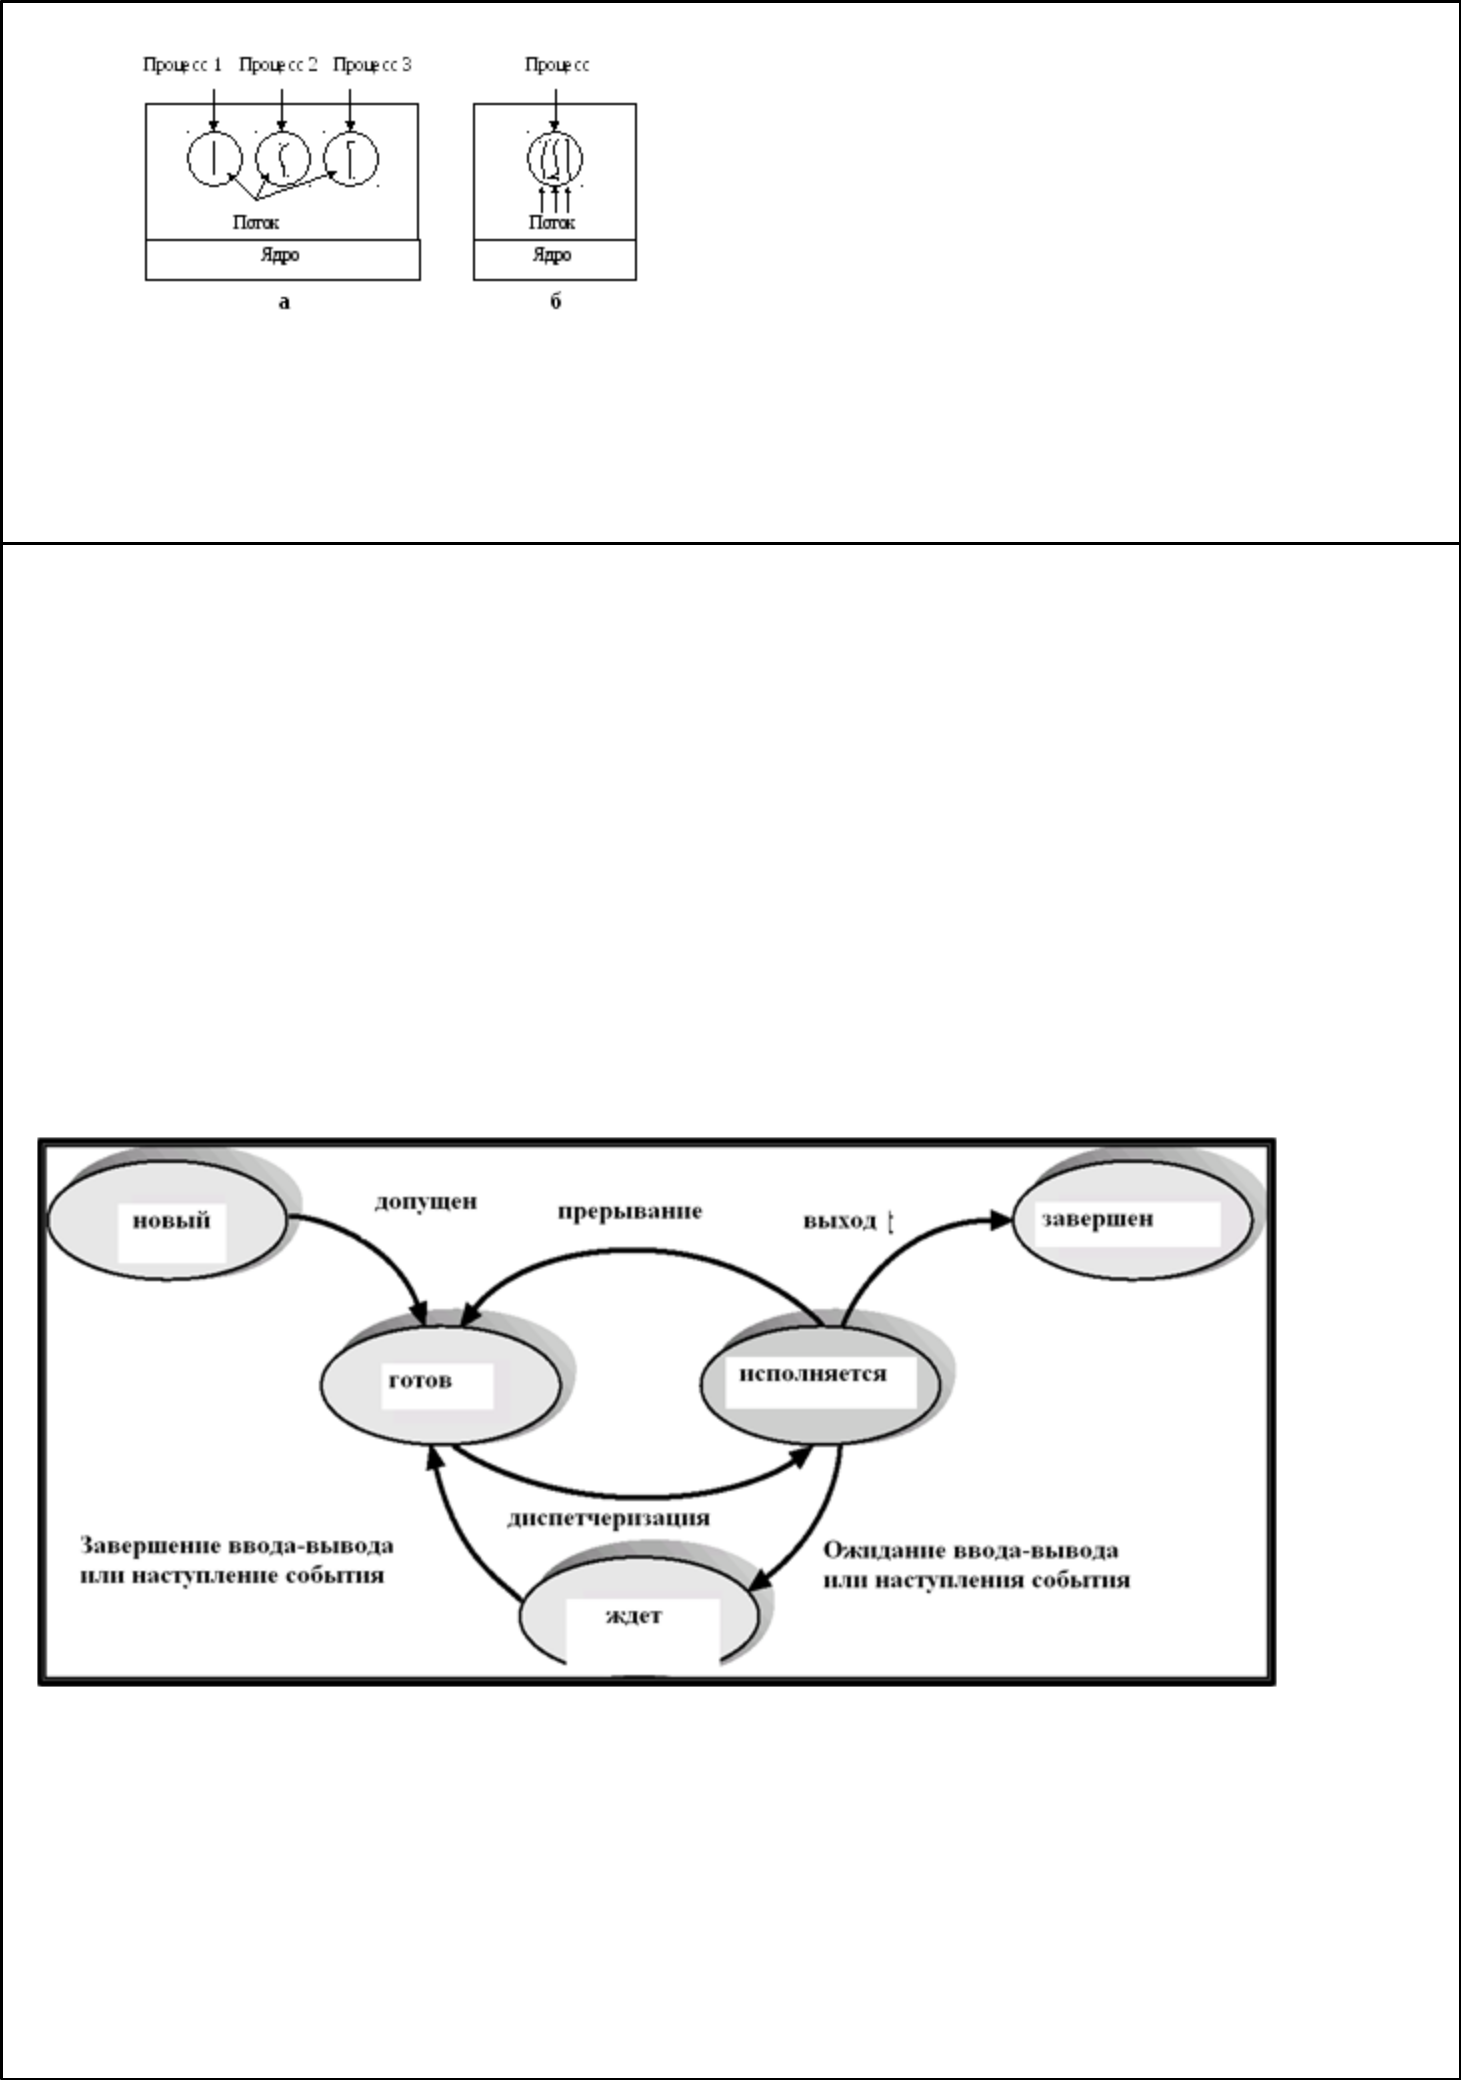 Процесс 1 Процесс 2 Процесс 3 Процесс
Поток Поток
Ядро Ядро
а б
новый
допущен
прерывание
выход
завершен
готов
исполняется
диспетчеризация
Завершение ввода-вывода
или наступление события
Ожидание ввода-вывода
или наступления события
ждет